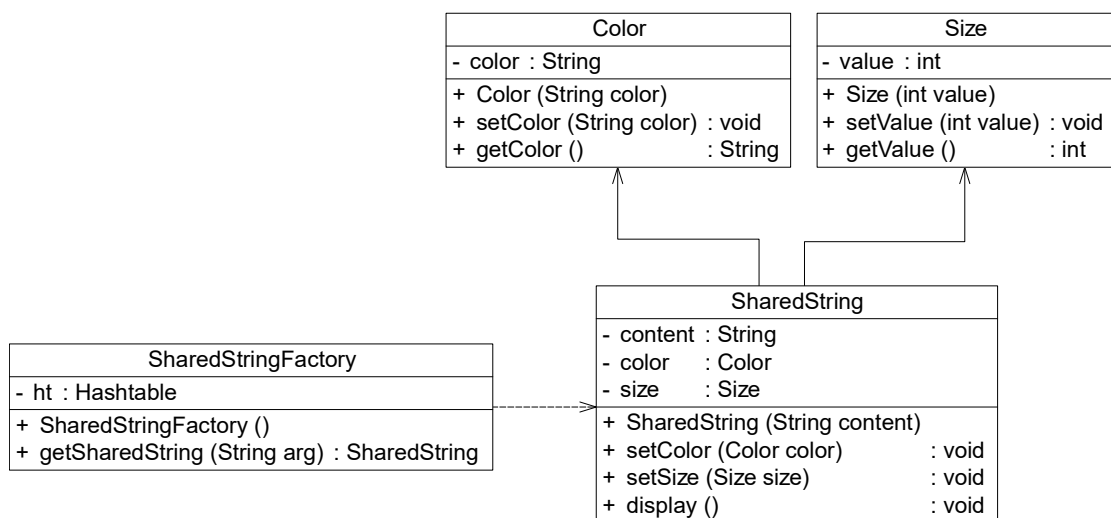 Color
- color : String
+ Color (String color)
+ setColor (String color) : void
+ getColor () : String
Size
- value : int
+ Size (int value)
+ setValue (int value) : void
+ getValue () : int
SharedStringFactory
- ht : Hashtable
+ SharedStringFactory ()
+ getSharedString (String arg) : SharedString
SharedString
- content : String
- color : Color
- size : Size
+ SharedString (String content)
+ setColor (Color color) : void
+ setSize (Size size) : void
+ display () : void